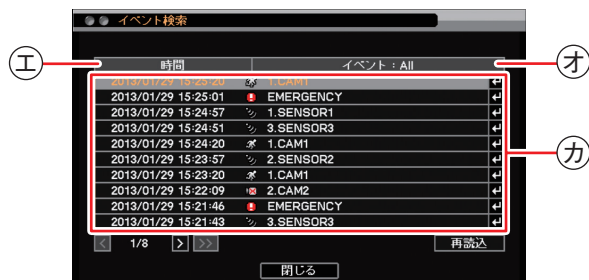 イベント検索
エ 時間 イベント：All オ
2013/01/29 15:25:20 1.CAM1
2013/01/29 15:25:01 EMERGENCY
2013/01/29 15:24:57 1.SENSOR1
2013/01/29 15:24:51 3.SENSOR3
2013/01/29 15:24:20 1.CAM1
2013/01/29 15:23:57 2.SENSOR2
2013/01/29 15:23:20 1.CAM1
2013/01/29 15:22:09 2.CAM2
2013/01/29 15:21:46 EMERGENCY
2013/01/29 15:21:43 3.SENSOR3
カ
< 1/8 > >> 再読込
閉じる